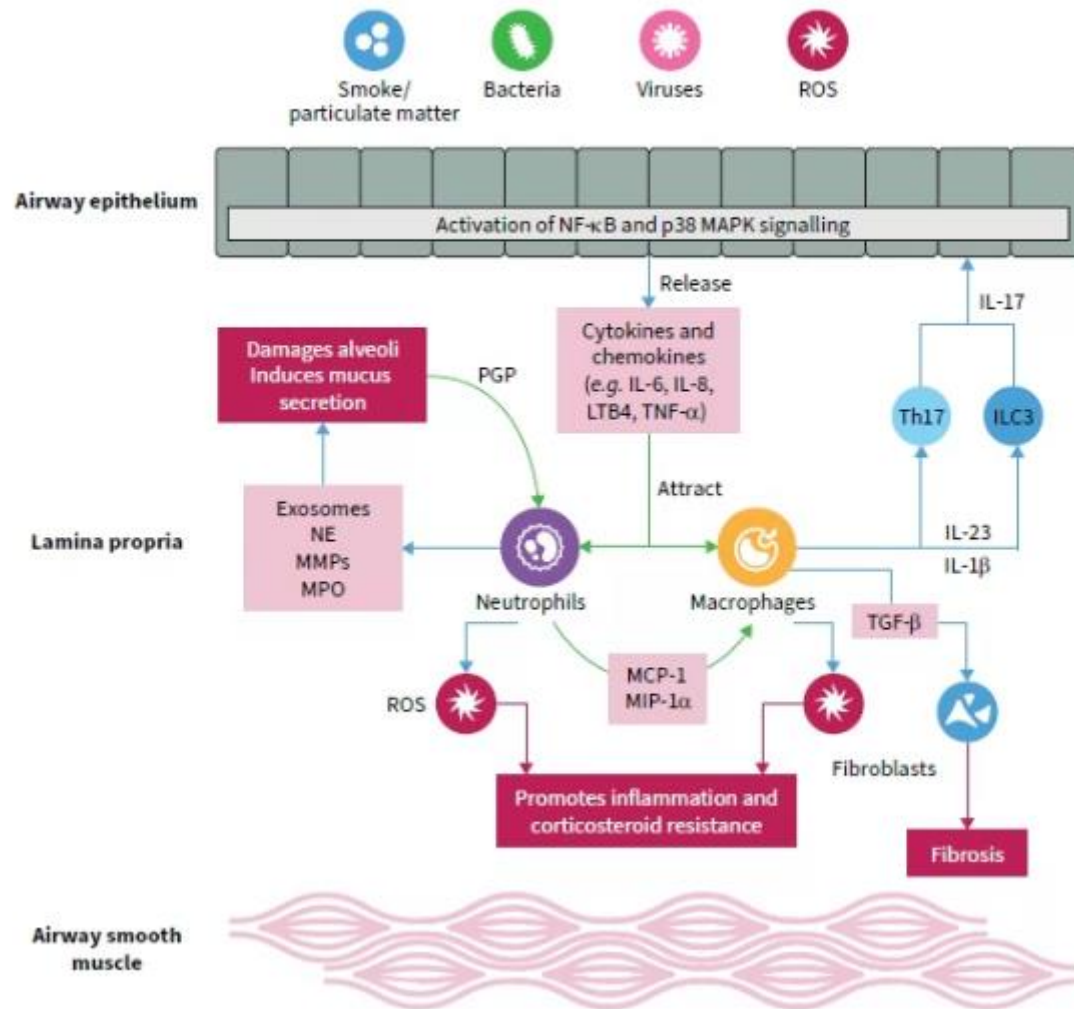 Smoke/
particulate matter
Bacteria
Viruses
ROS
Airway epithelium
Activation of NF-κB and p38 MAPK signalling
Release
IL-17
Damages alveoli
Induces mucus
secretion
PGP
Cytokines and
chemokines
(e.g. IL-6, IL-8,
LTB4, TNF-α)
Th17
ILC3
Attract
Lamina propria
Exosomes
NE
MMPs
MPO
IL-23
IL-1β
Neutrophils
Macrophages
TGF-β
MCP-1
MIP-1α
ROS
Fibroblasts
Promotes inflammation and
corticosteroid resistance
Fibrosis
Airway smooth
muscle